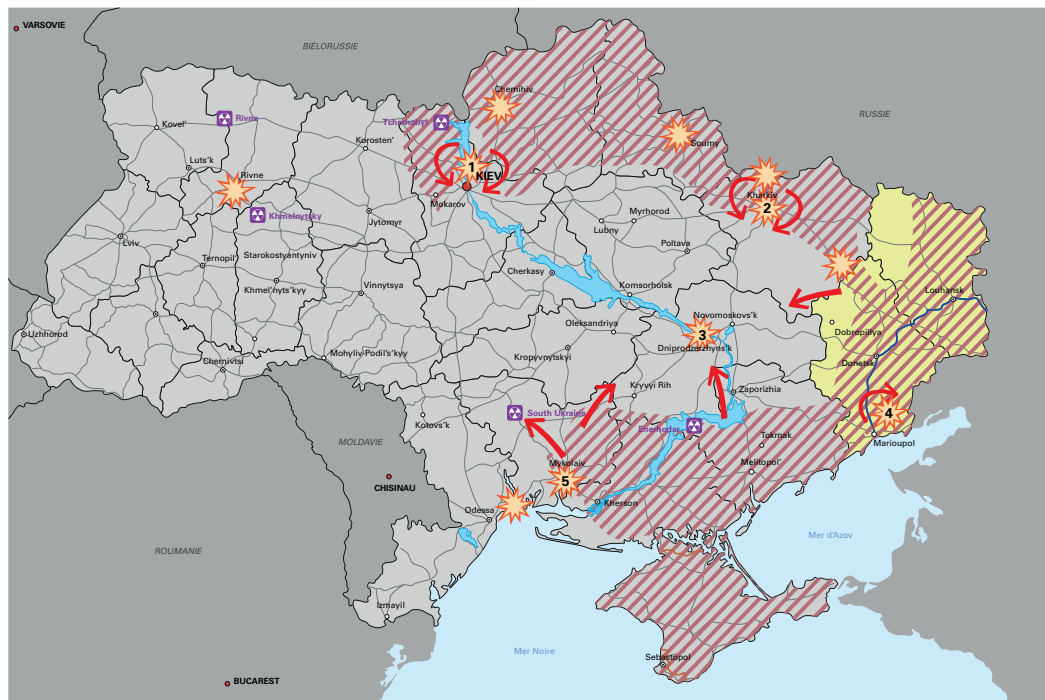 VARSOVIE
BIÉLORUSSIE
RUSSIE
Chernihiv
Tchernobyl
Rivne
Kovel'
Korosten'
Soumy
Luts'k
Rivne
1
KIEV
Kharkiv
2
Mokarov
Khmelnytsky
Jytomyr
Myrhorod
Lubny
Poltava
Lviv
Ternopil'
Starokostyantyniv
Cherkasy
Khmel'nyts'kyy
Vinnytsya
Komsorholsk
Louhansk
Novomoskovs'k
Oleksandriya
3
Dobropillya
Uzhhorod
Dniprodzerzhyns'k
Mohyliv-Podil's'kyy
Kropyvnytskyi
Chernivtsi
Donetsk
Kryvyi Rih
Zaporizhia
South Ukraine
4
Kotovs'k
Enerhodar
Tokmak
Marioupol
MOLDAVIE
Mykolaiv
Melitopol'
5
CHISINAU
Kherson
Odessa
Mer d'Azov
ROUMANIE
Izmayil
Mer Noire
Sebastopol
BUCAREST